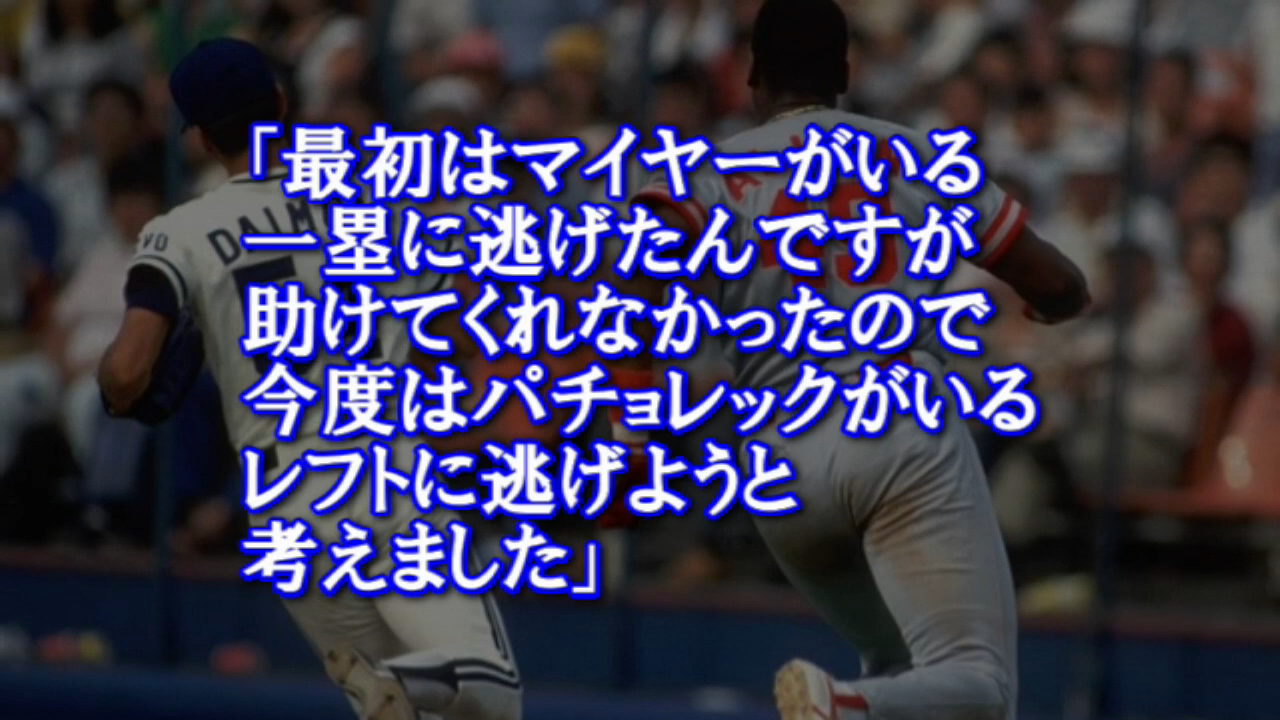 「最初はマイヤーがいる
一塁に逃げたんですが
助けてくれなかったので
今度はパチョレックがいる
レフトに逃げようと
考えました」
DAIM